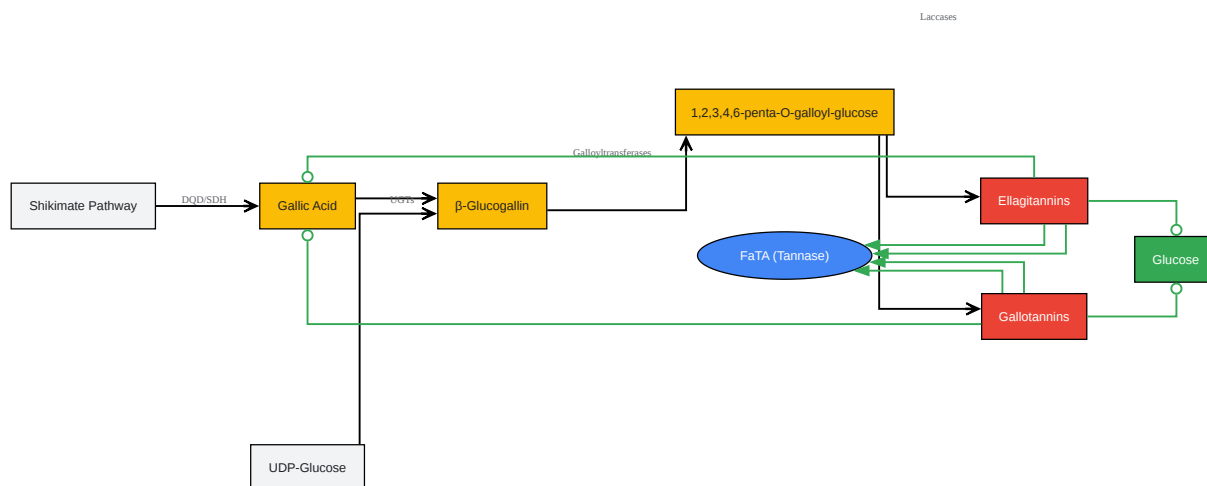 Laccases
1,2,3,4,6-penta-O-galloyl-glucose
Galloyltransferases
Shikimate Pathway
DQD/SDH
Gallic Acid
UGTs
β-Glucogallin
Ellagitannins
FaTA (Tannase)
Glucose
Gallotannins
UDP-Glucose